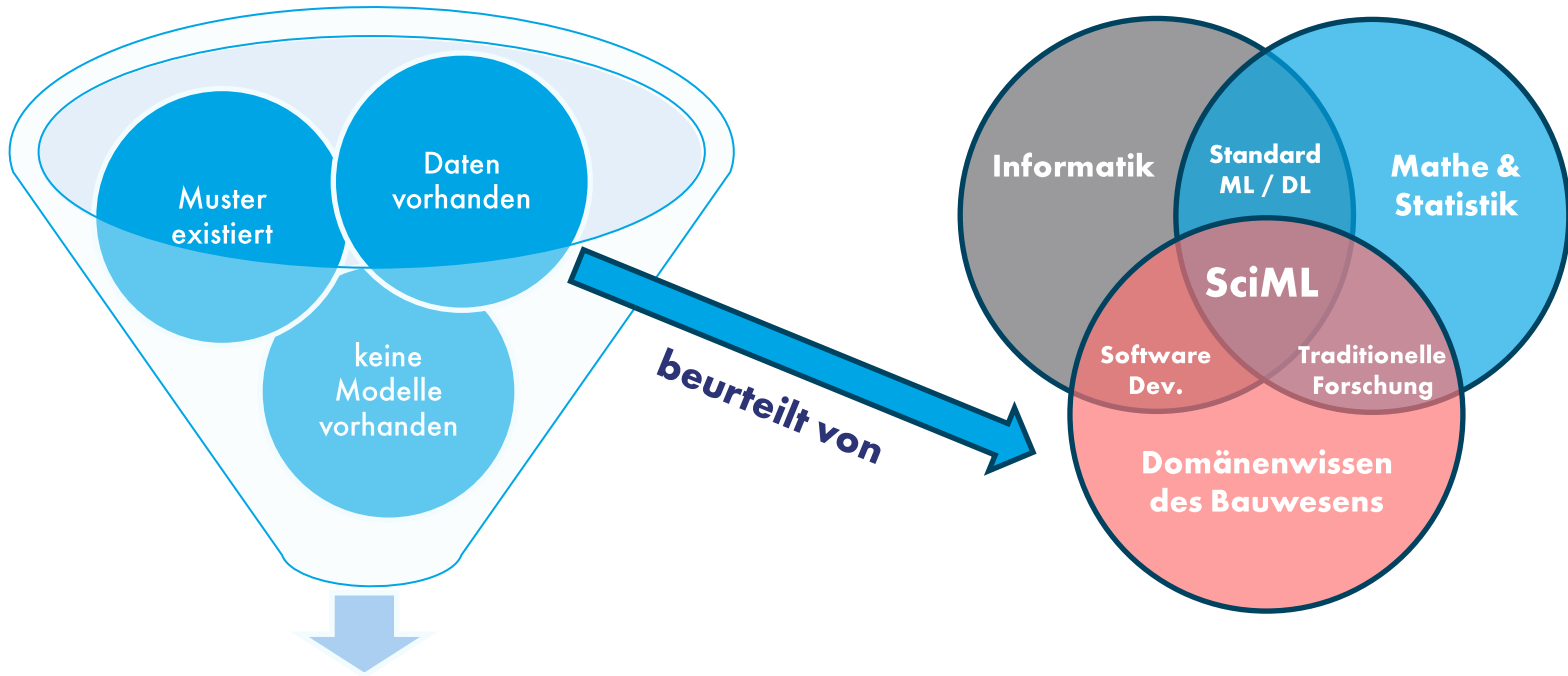 Muster
existiert
Daten
vorhanden
keine
Modelle
vorhanden
beurteilt von
Informatik
Standard
ML / DL
Mathe &
Statistik
SciML
Software
Dev.
Traditionelle
Forschung
Domänenwissen
des Bauwesens